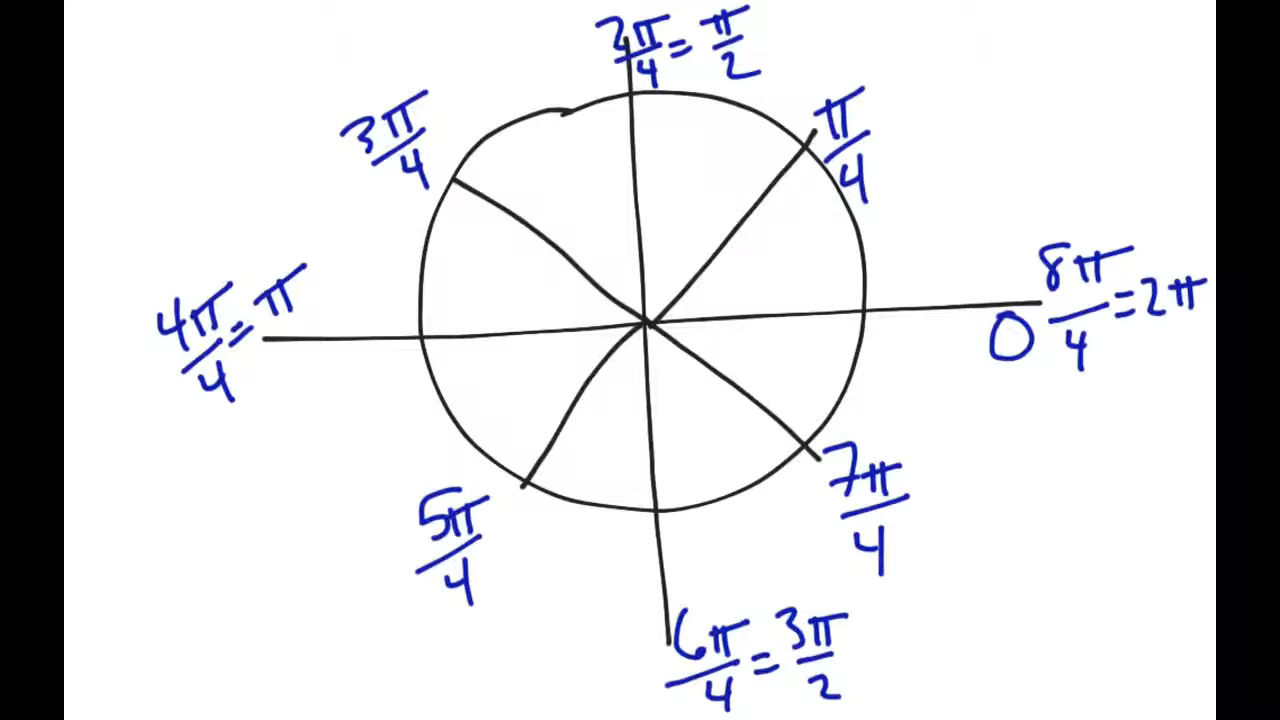 2π/4 = π/2
π/4
3π/4
8π/4 = 2π
0
4π/4 = π
7π/4
5π/4
6π/4 = 3π/2